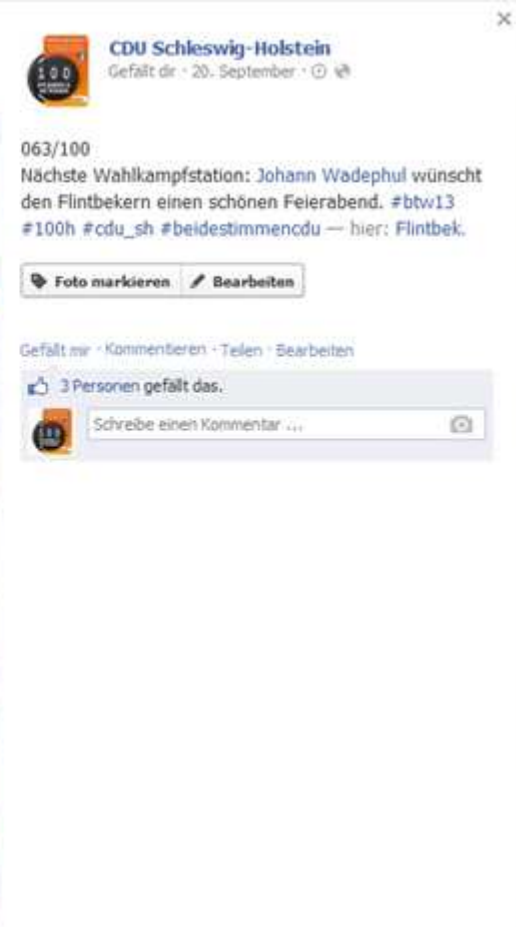 CDU Schleswig-Holstein
Gefällt dir · 20. September ·
100
063/100
Nächste Wahlkampfstation: Johann Wadephul wünscht
den Flintbekern einen schönen Feierabend. #btw13
#100h #cdu_sh #beidestimmencdu — hier: Flintbek.
Foto markieren Bearbeiten
Gefällt mir · Kommentieren · Teilen · Bearbeiten
3 Personen gefällt das.
Schreibe einen Kommentar ...